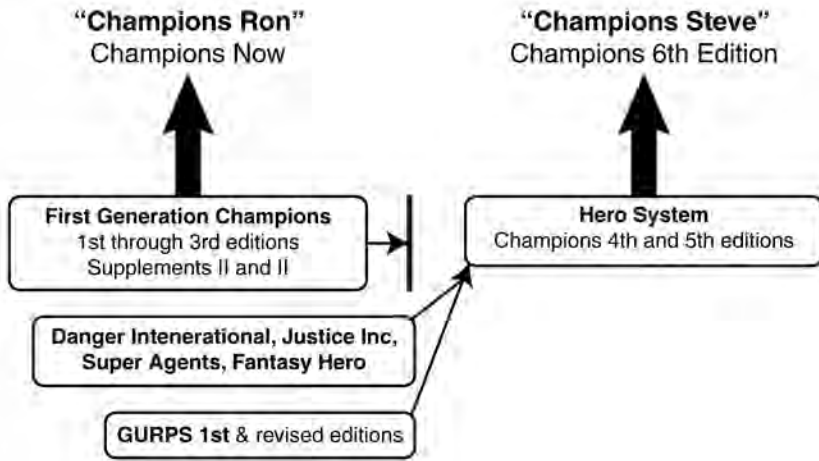 “Champions Ron”
Champions Now
“Champions Steve”
Champions 6th Edition
First Generation Champions
1st through 3rd editions
Supplements II and II
Hero System
Champions 4th and 5th editions
Danger Intenerational, Justice Inc,
Super Agents, Fantasy Hero
GURPS 1st & revised editions